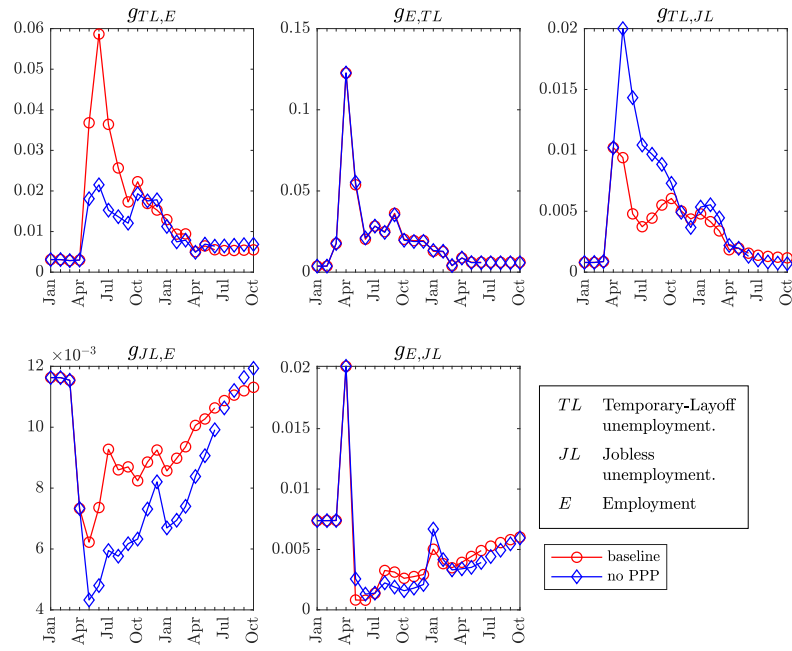 g_{TL,E}
0.06
0.05
0.04
0.03
0.02
0.01
0
Jan
Apr
Jul
Oct
Jan
Apr
Jul
Oct
g_{E,TL}
0.15
0.1
0.05
0
Jan
Apr
Jul
Oct
Jan
Apr
Jul
Oct
g_{TL,JL}
0.02
0.015
0.01
0.005
0
Jan
Apr
Jul
Oct
Jan
Apr
Jul
Oct
g_{JL,E}
×10^{-3}
12
10
8
6
4
Jan
Apr
Jul
Oct
Jan
Apr
Jul
Oct
g_{E,JL}
0.02
0.015
0.01
0.005
0
Jan
Apr
Jul
Oct
Jan
Apr
Jul
Oct
TL Temporary-Layoff
unemployment.
JL Jobless
unemployment.
E Employment
baseline
no PPP